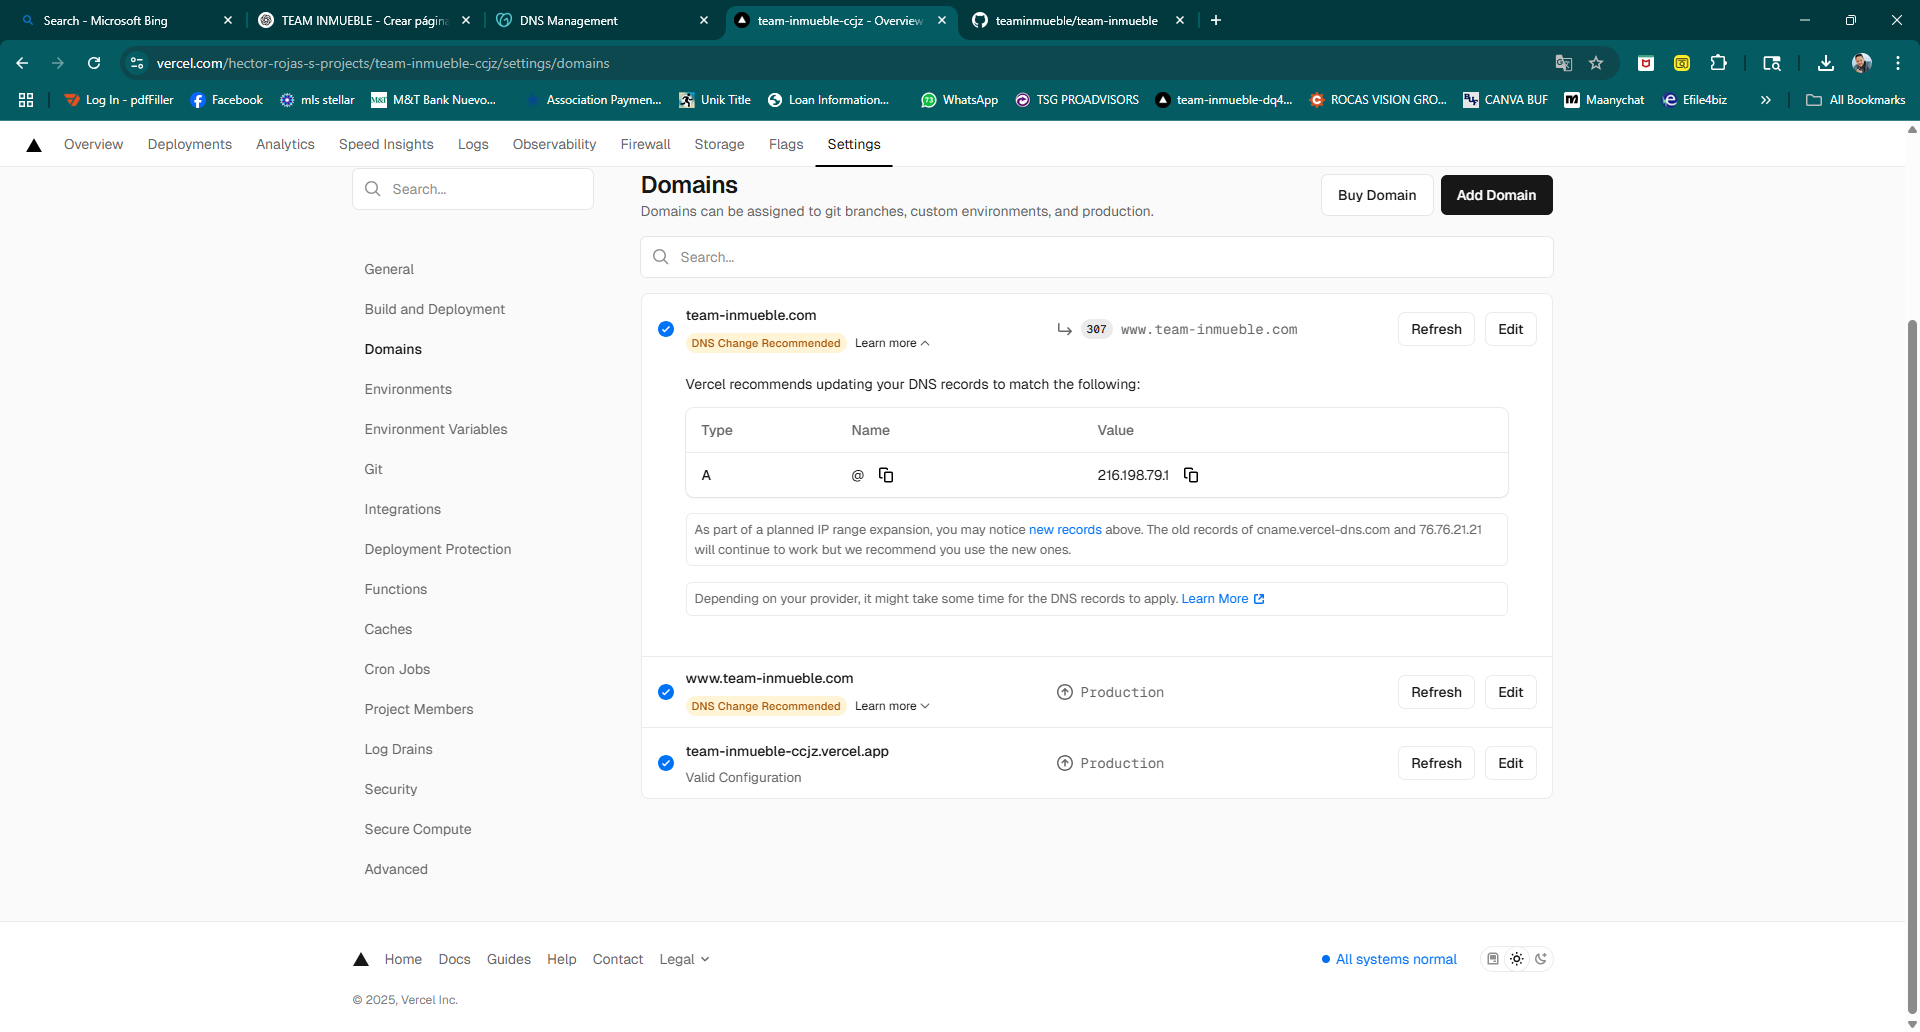 Search - Microsoft Bing
TEAM INMUEBLE - Crear página
DNS Management
team-inmueble-ccjz - Overview
teaminmueble/team-inmueble
vercel.com/hector-rojas-s-projects/team-inmueble-ccjz/settings/domains
Log In - pdfFiller
Facebook
mls stellar
M&T Bank Nuevo...
Association Paymen...
Unik Title
Loan Information...
WhatsApp
TSG PROADVISORS
team-inmueble-dq4...
ROCAS VISION GRO...
CANVA BUF
Maanychat
Efile4biz
All Bookmarks
Overview
Deployments
Analytics
Speed Insights
Logs
Observability
Firewall
Storage
Flags
Settings
Search...
General
Build and Deployment
Domains
Environments
Environment Variables
Git
Integrations
Deployment Protection
Functions
Caches
Cron Jobs
Project Members
Log Drains
Security
Secure Compute
Advanced
Domains
Domains can be assigned to git branches, custom environments, and production.
Buy Domain
Add Domain
Search...
team-inmueble.com
DNS Change Recommended Learn more
307 www.team-inmueble.com
Refresh
Edit
Vercel recommends updating your DNS records to match the following:
Type Name Value
A @ 216.198.79.1
As part of a planned IP range expansion, you may notice new records above. The old records of cname.vercel-dns.com and 76.76.21.21
will continue to work but we recommend you use the new ones.
Depending on your provider, it might take some time for the DNS records to apply. Learn More
www.team-inmueble.com
DNS Change Recommended Learn more
Production
Refresh
Edit
team-inmueble-ccjz.vercel.app
Valid Configuration
Production
Refresh
Edit
Home
Docs
Guides
Help
Contact
Legal
All systems normal
© 2025, Vercel Inc.